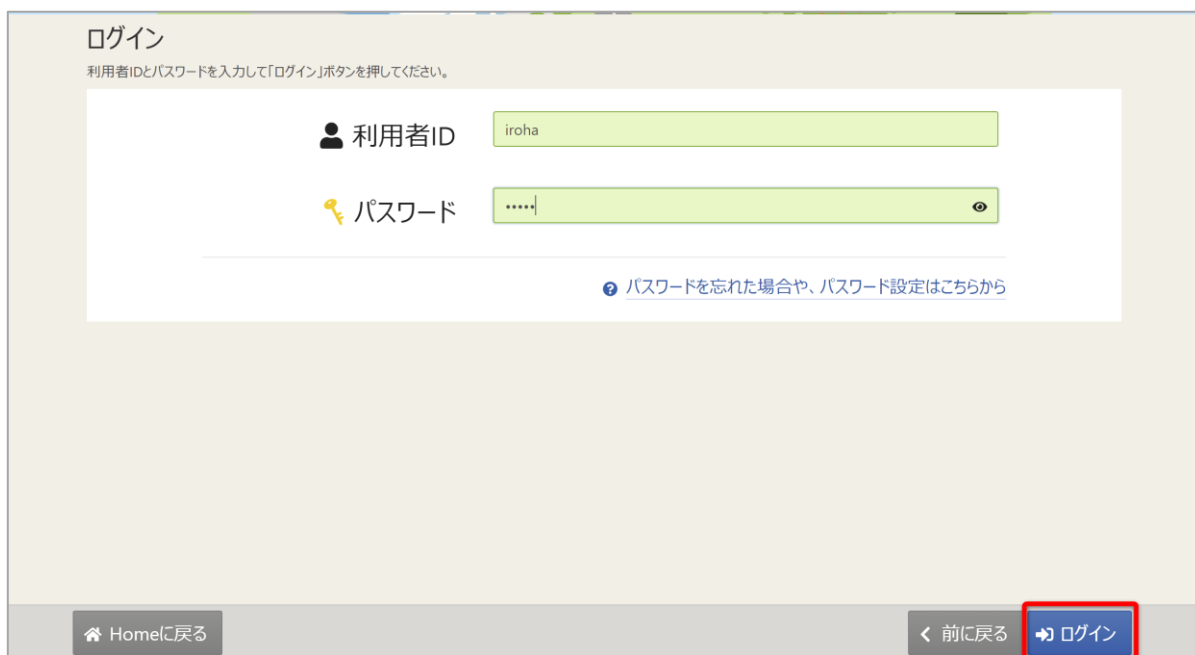 ログイン
利用者IDとパスワードを入力して「ログイン」ボタンを押してください。
利用者ID
iroha
パスワード
•••••
パスワードを忘れた場合や、パスワード設定はこちらから
Homeに戻る
前に戻る
ログイン